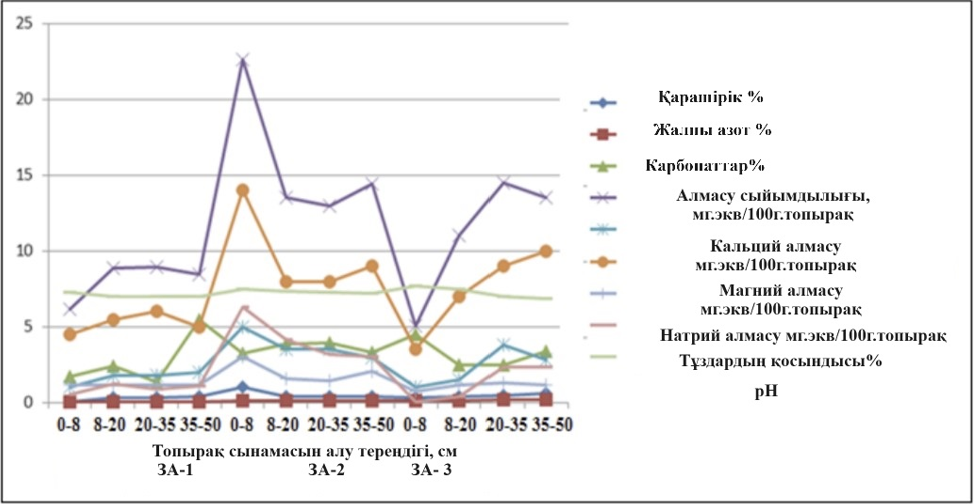 25
20
15
10
5
0
0-8 8-20 20-35 35-50 0-8 8-20 20-35 35-50 0-8 8-20 20-35 35-50
Топырақ сынамасын алу тереңдігі, см
ЗА-1 ЗА-2 ЗА- 3
Қарашірік %
Жалпы азот %
Карбонаттар%
Алмасу сыйымдылығы,
мг.экв/100г.топырақ
Кальций алмасу
мг.экв/100г.топырақ
Магний алмасу
мг.экв/100г.топырақ
Натрий алмасу мг.экв/100г.топырақ
Тұздардың қосындысы%
рН